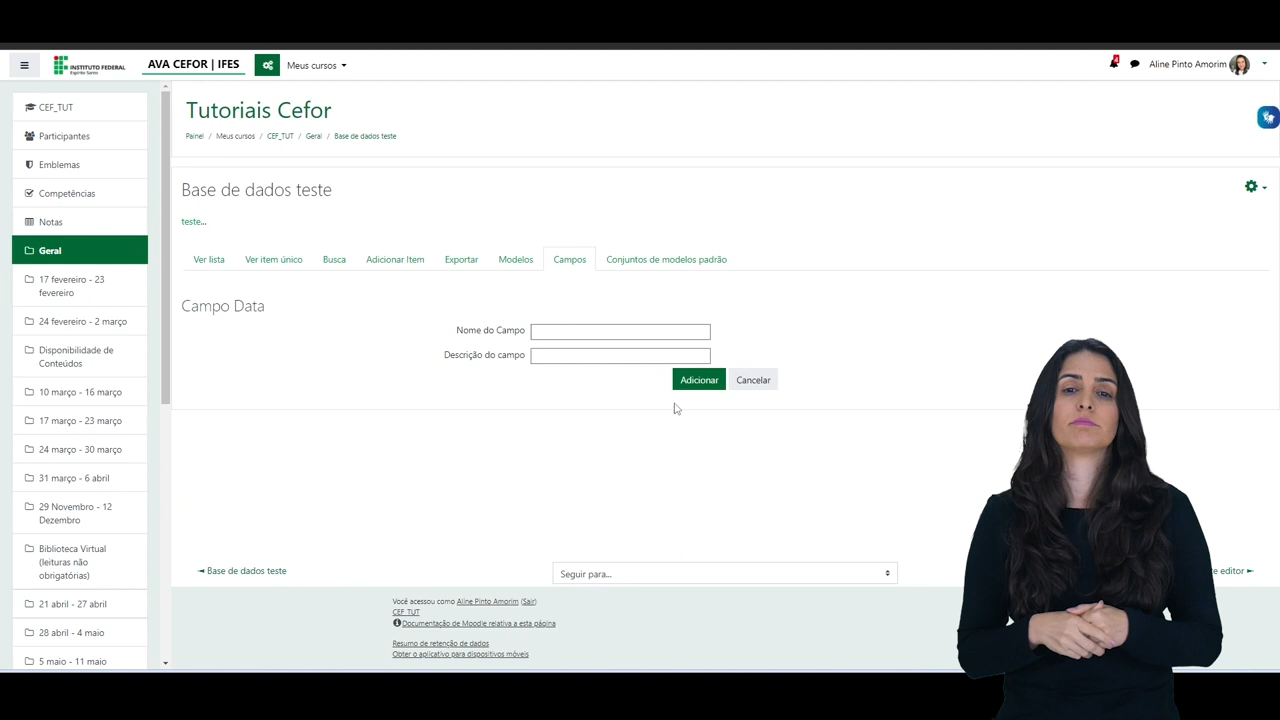 INSTITUTO FEDERAL
Espírito Santo
AVA CEFOR | IFES
Meus cursos
4
Aline Pinto Amorim
CEF_TUT
Participantes
Emblemas
Competências
Notas
Geral
17 fevereiro - 23
fevereiro
24 fevereiro - 2 março
Disponibilidade de
Conteúdos
10 março - 16 março
17 março - 23 março
24 março - 30 março
31 março - 6 abril
29 Novembro - 12
Dezembro
Biblioteca Virtual
(leituras não
obrigatórias)
21 abril - 27 abril
28 abril - 4 maio
5 maio - 11 maio
Tutoriais Cefor
Painel / Meus cursos / CEF_TUT / Geral / Base de dados teste
Base de dados teste
teste...
Ver lista Ver item único Busca Adicionar Item Exportar Modelos Campos Conjuntos de modelos padrão
Campo Data
Nome do Campo
Descrição do campo
Adicionar Cancelar
◄ Base de dados teste
Seguir para...
te editor ►
Você acessou como Aline Pinto Amorim (Sair)
CEF_TUT
Documentação de Moodle relativa a esta página
Resumo de retenção de dados
Obter o aplicativo para dispositivos móveis